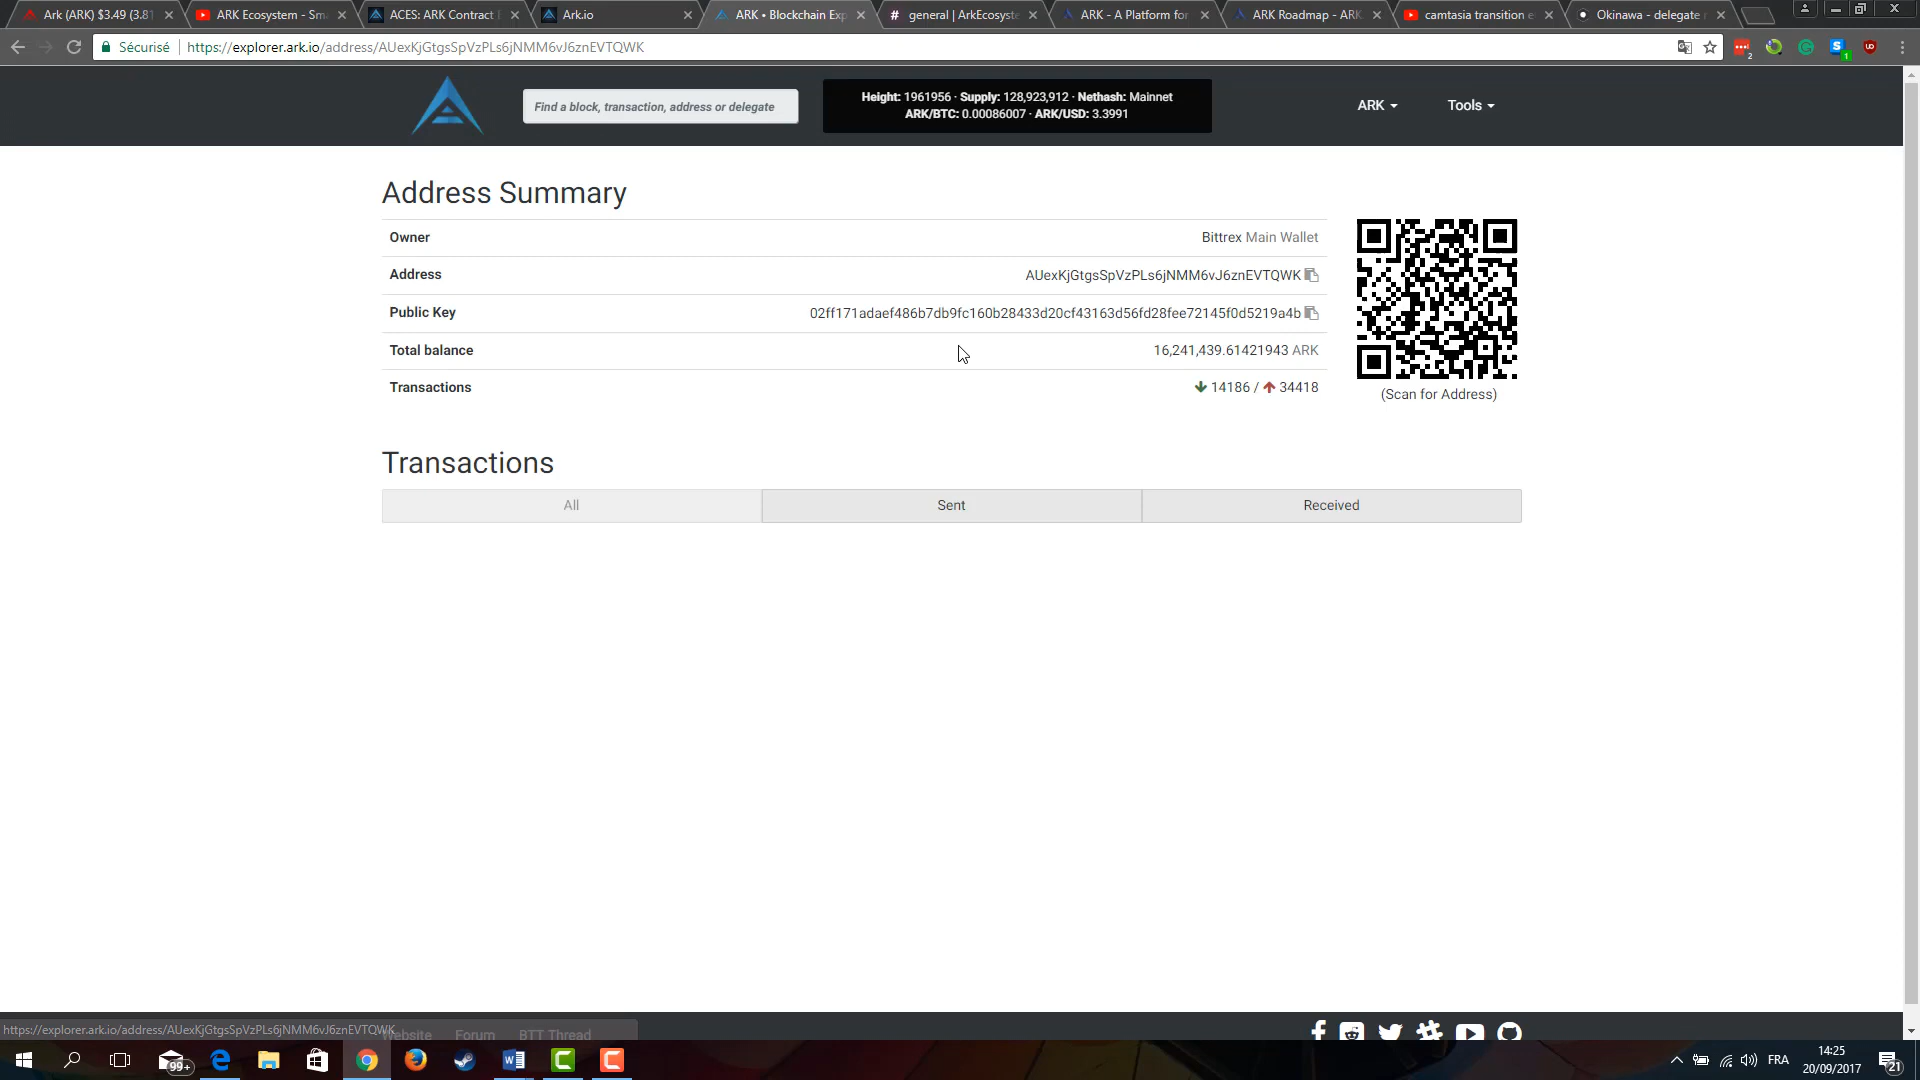 Ark (ARK) $3.49 (3.81
ARK Ecosystem - Sma
ACES: ARK Contract E
Ark.io
ARK • Blockchain Exp
general | ArkEcosyste
ARK - A Platform for
ARK Roadmap - ARK
camtasia transition e
Okinawa - delegate
Sécurisé
https://explorer.ark.io/address/AUexKjGtgsSpVzPLs6jNMM6vJ6znEVTQWK
Find a block, transaction, address or delegate
Height: 1961956 · Supply: 128,923,912 · Nethash: Mainnet
ARK/BTC: 0.00086007 · ARK/USD: 3.3991
ARK
Tools
Address Summary
Owner
Bittrex Main Wallet
Address
AUexKjGtgsSpVzPLs6jNMM6vJ6znEVTQWK
Public Key
02ff171adaef486b7db9fc160b28433d20cf43163d56fd28fee72145f0d5219a4b
Total balance
16,241,439.61421943 ARK
Transactions
14186 / 34418
(Scan for Address)
Transactions
All
Sent
Received
https://explorer.ark.io/address/AUexKjGtgsSpVzPLs6jNMM6vJ6znEVTQWK
Website
Forum
BTT Thread
99+
FRA
14:25
20/09/2017
21